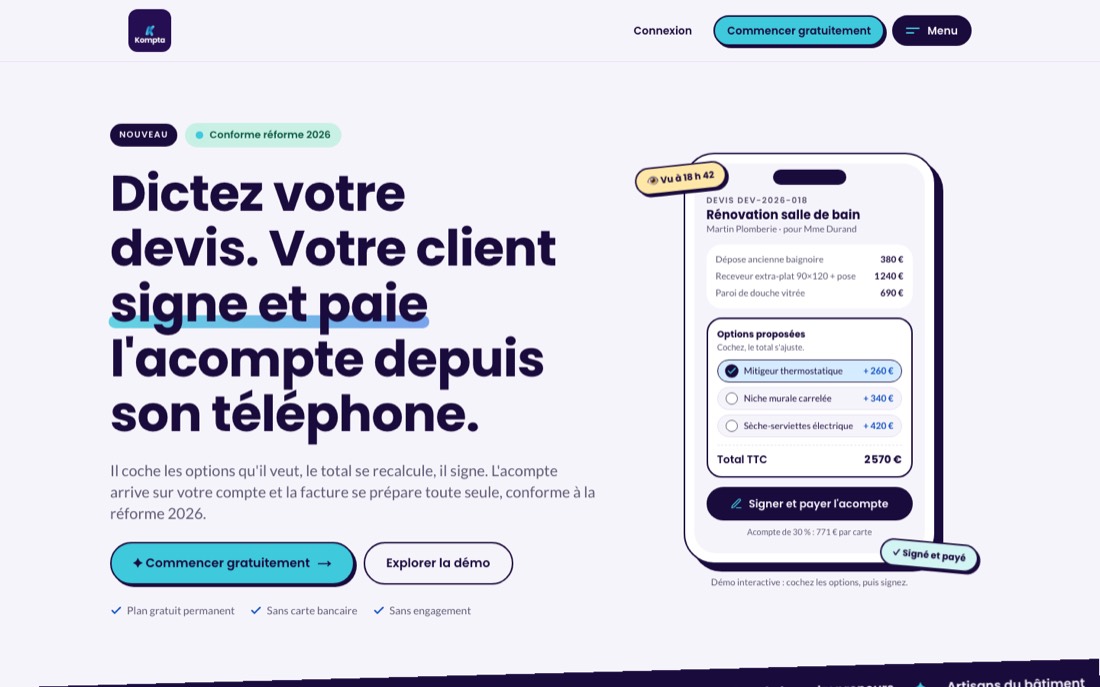 Kompta
Connexion
Commencer gratuitement
Menu
NOUVEAU
Conforme réforme 2026
Dictez votre
devis. Votre client
signe et paie
l'acompte depuis
son téléphone.
Il coche les options qu'il veut, le total se recalcule, il signe. L'acompte
arrive sur votre compte et la facture se prépare toute seule, conforme à la
réforme 2026.
Commencer gratuitement →
Explorer la démo
Plan gratuit permanent
Sans carte bancaire
Sans engagement
Vu à 18 h 42
DEVIS DEV-2026-018
Rénovation salle de bain
Martin Plomberie · pour Mme Durand
Dépose ancienne baignoire 380 €
Receveur extra-plat 90×120 + pose 1 240 €
Paroi de douche vitrée 690 €
Options proposées
Cochez, le total s'ajuste.
Mitigeur thermostatique + 260 €
Niche murale carrelée + 340 €
Sèche-serviettes électrique + 420 €
Total TTC 2 570 €
Signer et payer l'acompte
Acompte de 30 % : 771 € par carte
Signé et payé
Démo interactive : cochez les options, puis signez.
Artisans du bâtiment